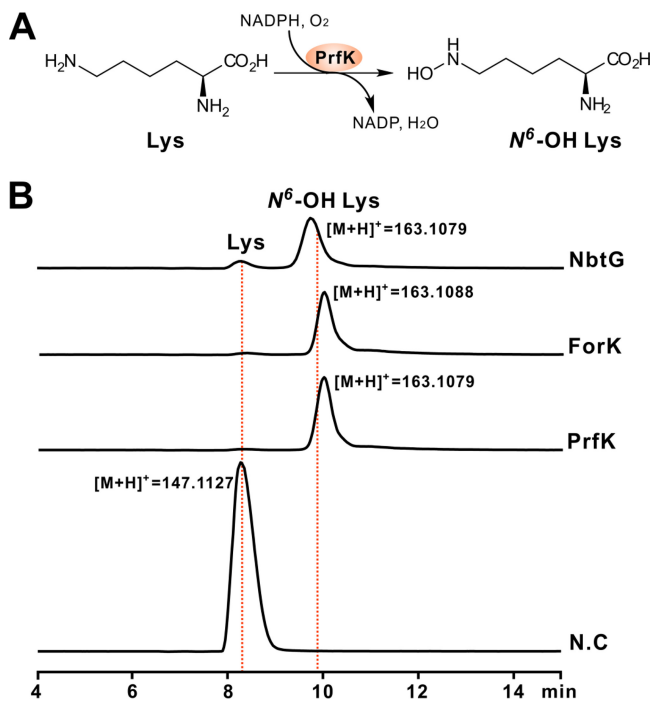 A
NADPH, O₂
PrfK
H₂N
CO₂H
NH₂
NADP, H₂O
H
N
HO
CO₂H
NH₂
Lys
N⁶-OH Lys
B
N⁶-OH Lys
Lys
[M+H]⁺=163.1079
NbtG
[M+H]⁺=163.1088
ForK
[M+H]⁺=163.1079
PrfK
[M+H]⁺=147.1127
N.C
4 6 8 10 12 14 min